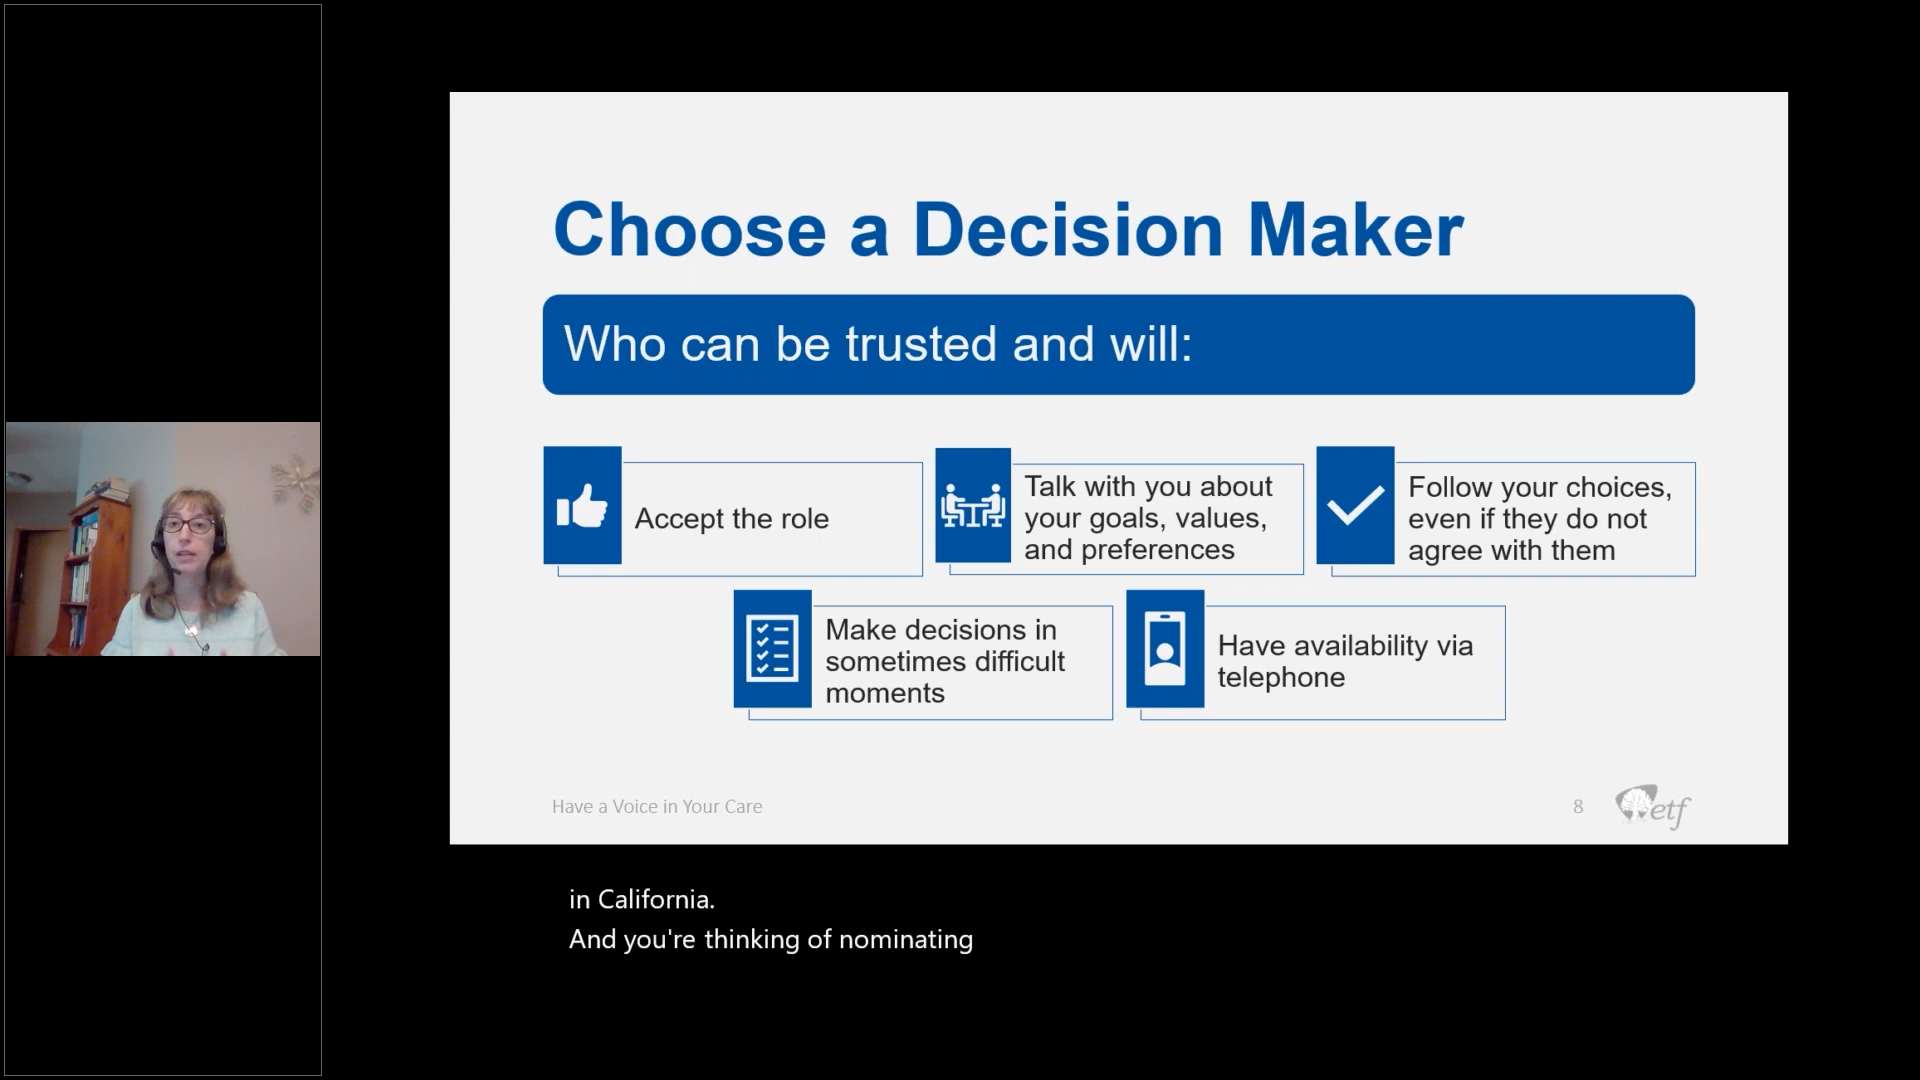 Choose a Decision Maker
Who can be trusted and will:
Accept the role
Talk with you about
your goals, values,
and preferences
Follow your choices,
even if they do not
agree with them
Make decisions in
sometimes difficult
moments
Have availability via
telephone
Have a Voice in Your Care
8
etf
in California.
And you're thinking of nominating